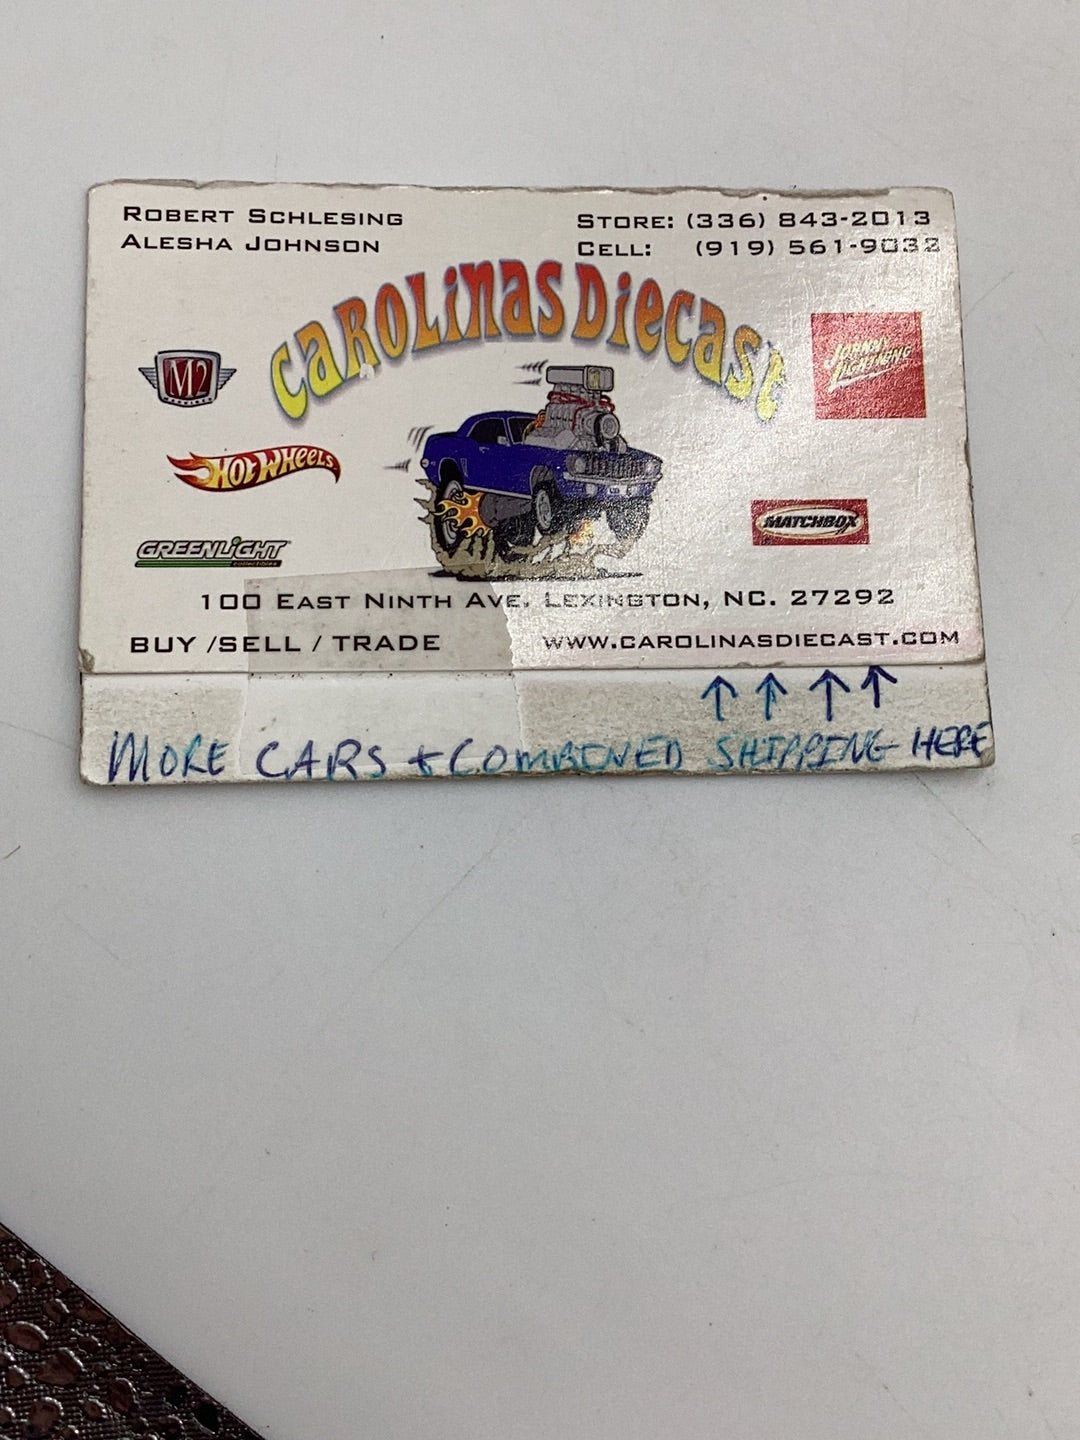 ROBERT SCHLESING
ALESHA JOHNSON
STORE: (336) 843-2013
CELL: (919) 561-9032
CAROLINAS DIECAST
M2
MACHINES
JOHNNY LIGHTNING
HOT WHEELS
MATCHBOX
GREENLIGHT
collectibles
100 EAST NINTH AVE. LEXINGTON, NC. 27292
BUY /SELL / TRADE
WWW.CAROLINASDIECAST.COM
MORE CARS + COMBINED SHIPPING HERE